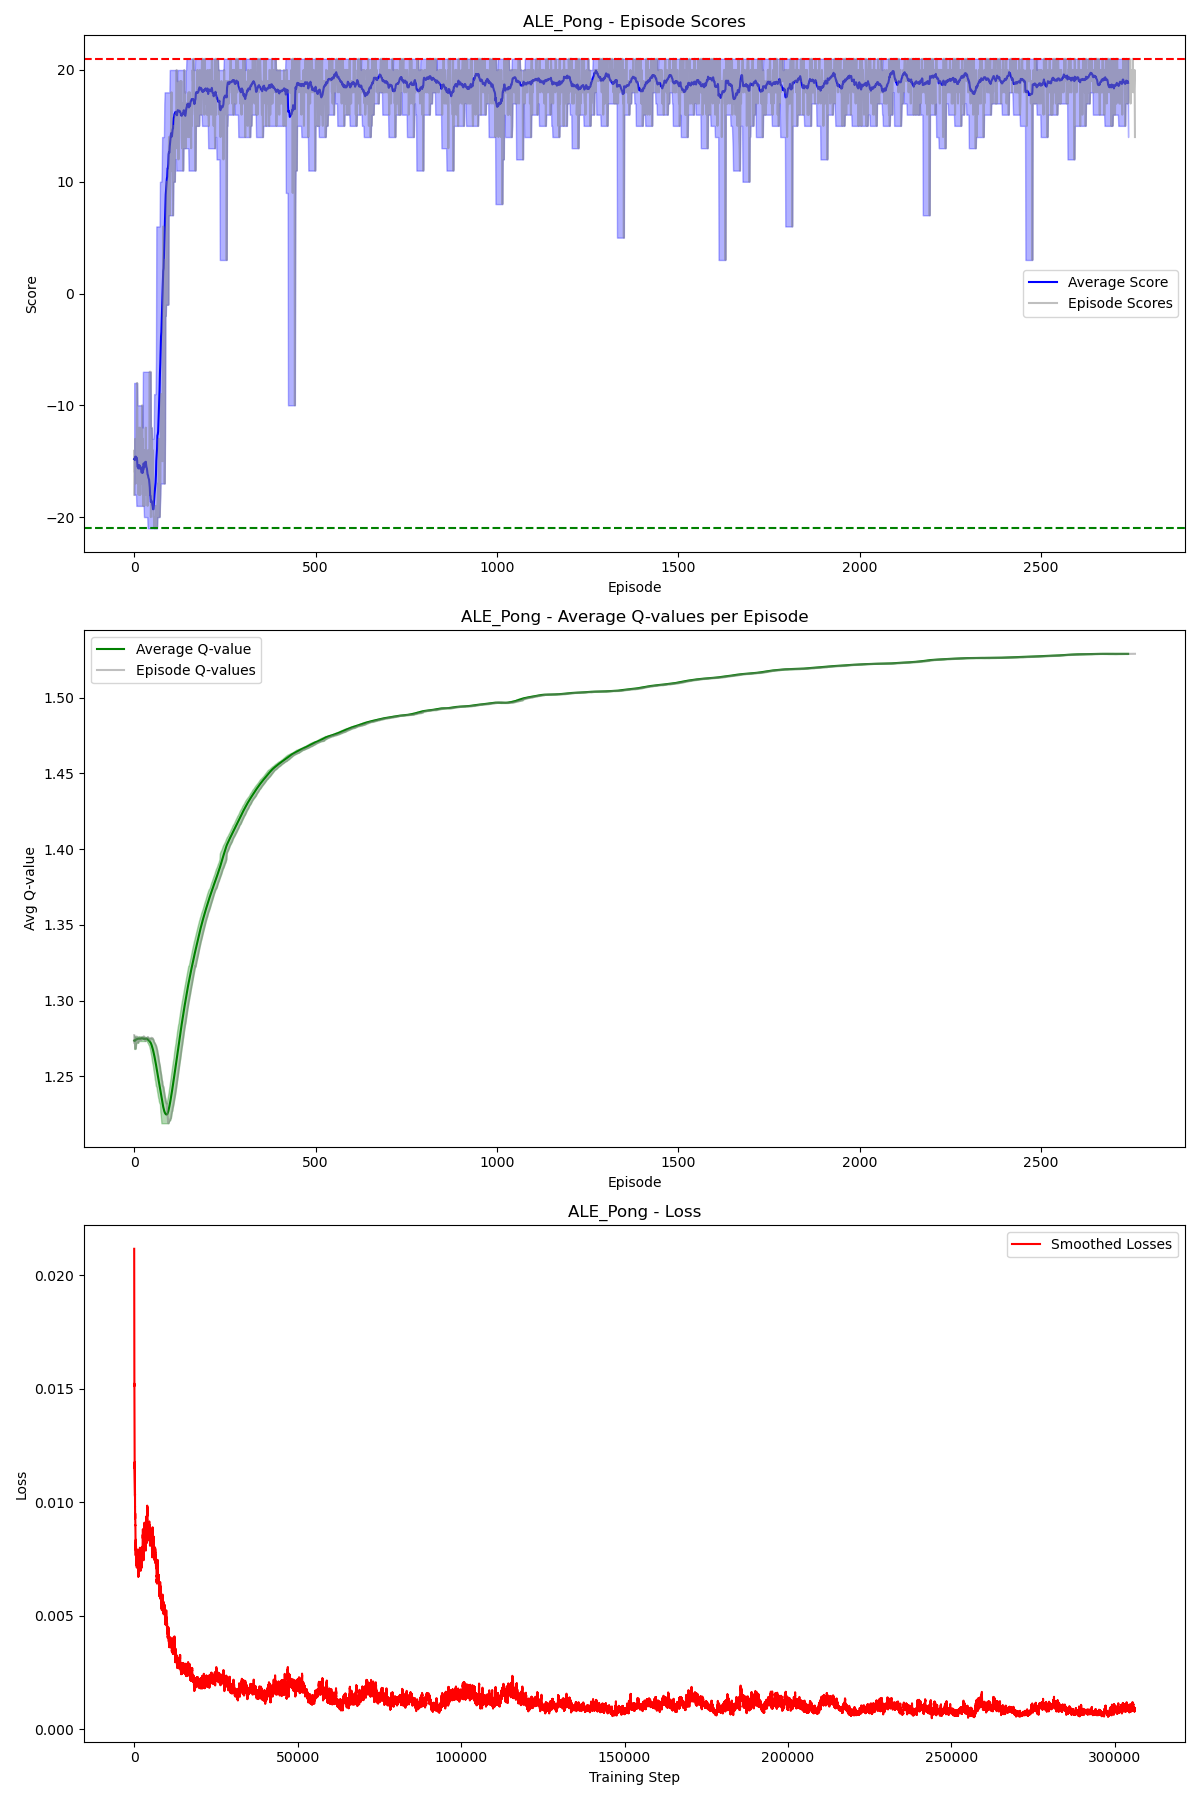 ALE_Pong - Episode Scores
20
10
0
−10
−20
Score
Average Score
Episode Scores
0
500
1000
1500
2000
2500
Episode
ALE_Pong - Average Q-values per Episode
Average Q-value
Episode Q-values
1.50
1.45
1.40
1.35
1.30
1.25
Avg Q-value
0
500
1000
1500
2000
2500
Episode
ALE_Pong - Loss
Smoothed Losses
0.020
0.015
0.010
0.005
0.000
Loss
0
50000
100000
150000
200000
250000
300000
Training Step